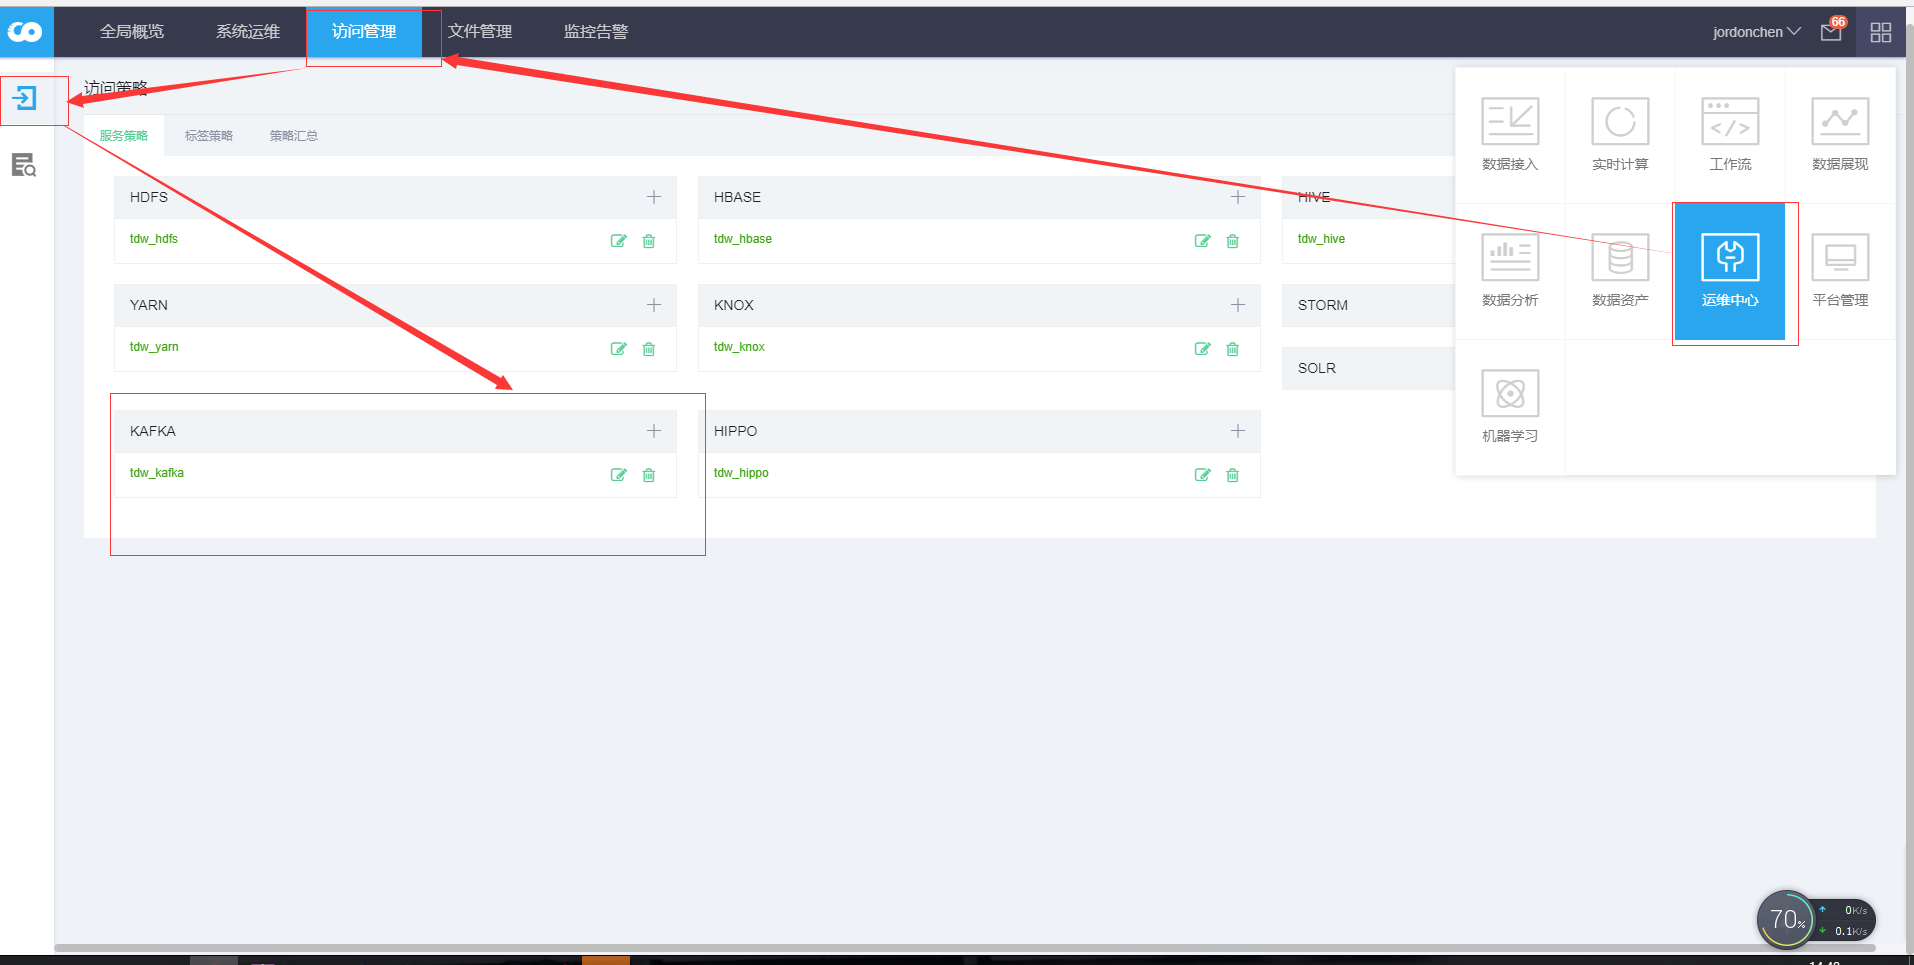 全局概览 系统运维 访问管理 文件管理 监控告警 jordonchen 66
访问策略
服务策略 标签策略 策略汇总
数据接入 实时计算 工作流 数据展现
HDFS HBASE HIVE
tdw_hdfs tdw_hbase tdw_hive
数据分析 数据资产 运维中心 平台管理
YARN KNOX STORM
tdw_yarn tdw_knox
SOLR
KAFKA HIPPO
机器学习
tdw_kafka tdw_hippo
70% 0K/s
0.1K/s